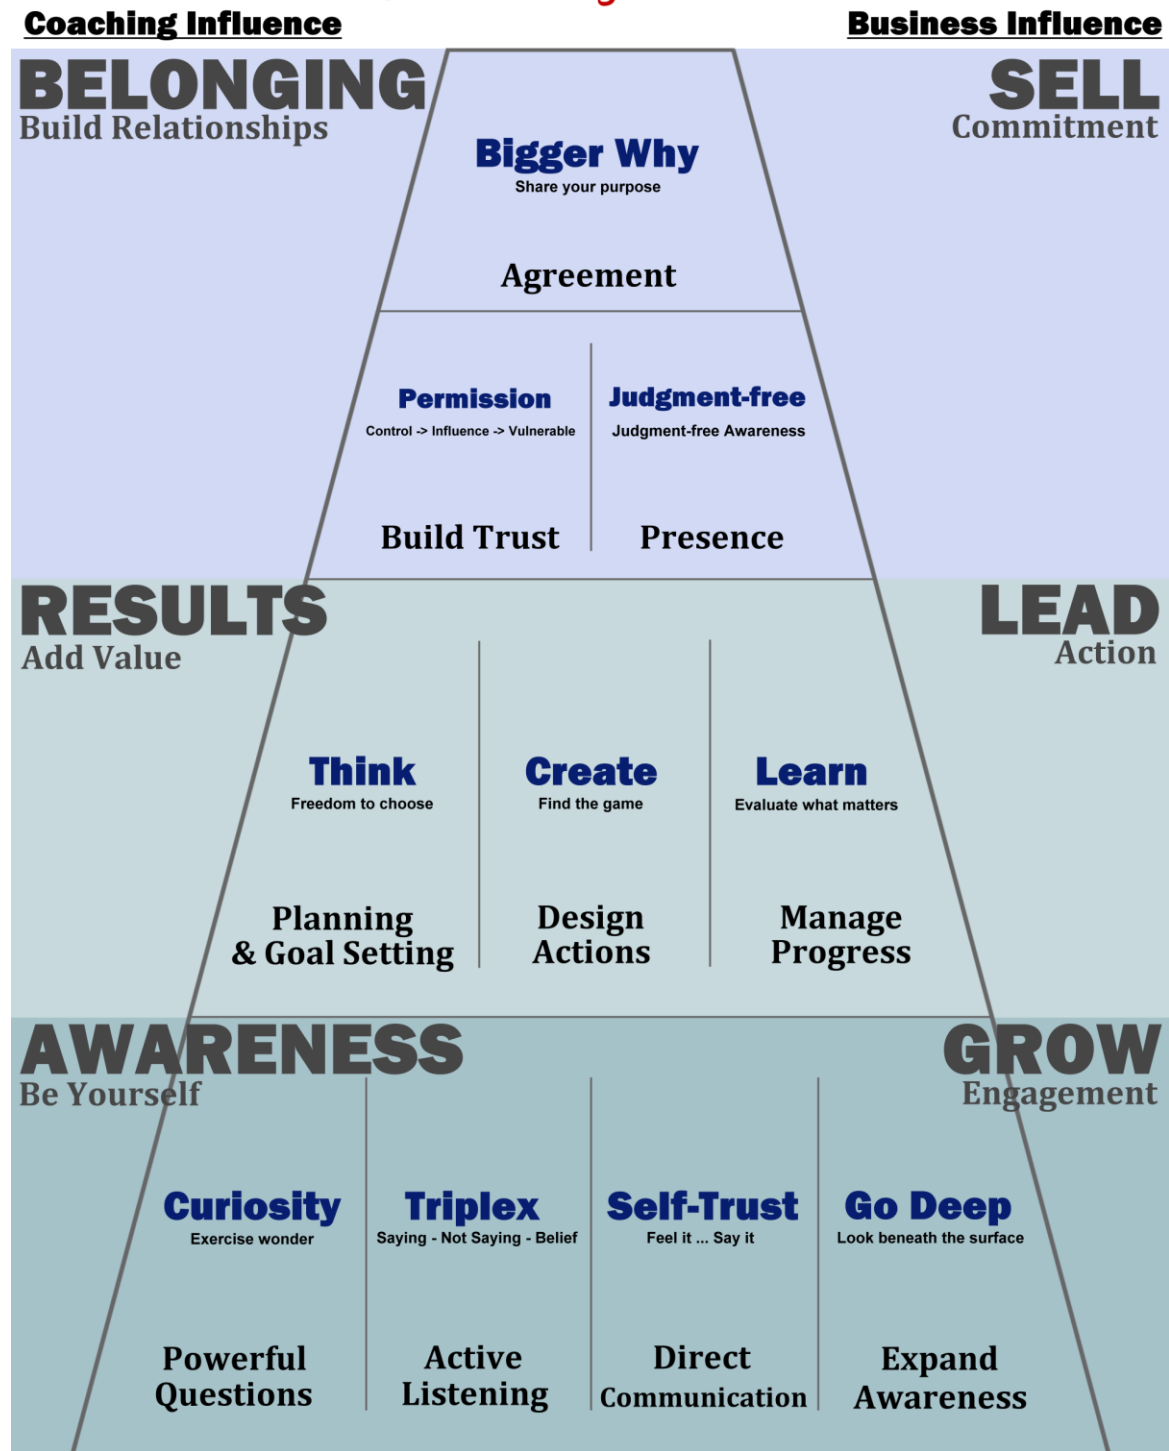 Coaching Influence
Business Influence
BELONGING
Build Relationships
SELL
Commitment
Bigger Why
Share your purpose
Agreement
Permission
Control -> Influence -> Vulnerable
Build Trust
Judgment-free
Judgment-free Awareness
Presence
RESULTS
Add Value
LEAD
Action
Think
Freedom to choose
Planning
& Goal Setting
Create
Find the game
Design
Actions
Learn
Evaluate what matters
Manage
Progress
AWARENESS
Be Yourself
GROW
Engagement
Curiosity
Exercise wonder
Powerful
Questions
Triplex
Saying - Not Saying - Belief
Active
Listening
Self-Trust
Feel it ... Say it
Direct
Communication
Go Deep
Look beneath the surface
Expand
Awareness